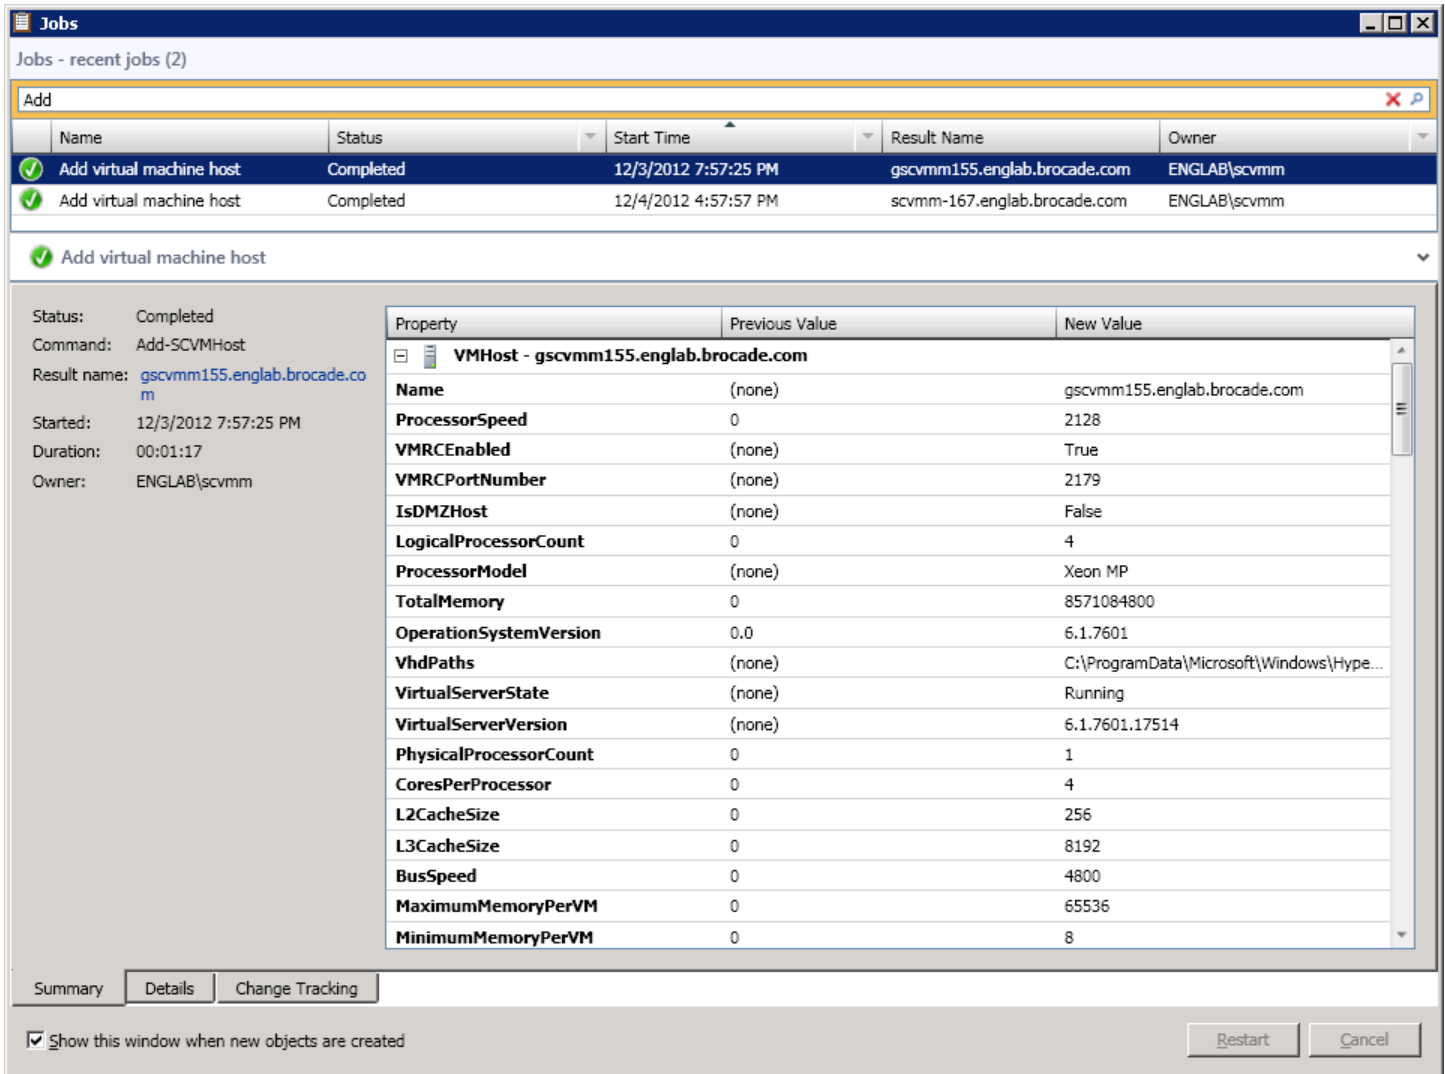 Jobs
Jobs - recent jobs (2)
Add
Name Status Start Time Result Name Owner
Add virtual machine host Completed 12/3/2012 7:57:25 PM gscvmm155.englab.brocade.com ENGLAB\scvmm
Add virtual machine host Completed 12/4/2012 4:57:57 PM scvmm-167.englab.brocade.com ENGLAB\scvmm
Add virtual machine host
Status: Completed
Command: Add-SCVMHost
Result name: gscvmm155.englab.brocade.co
m
Started: 12/3/2012 7:57:25 PM
Duration: 00:01:17
Owner: ENGLAB\scvmm
Property Previous Value New Value
VMHost - gscvmm155.englab.brocade.com
Name (none) gscvmm155.englab.brocade.com
ProcessorSpeed 0 2128
VMRCEnabled (none) True
VMRCPortNumber (none) 2179
IsDMZHost (none) False
LogicalProcessorCount 0 4
ProcessorModel (none) Xeon MP
TotalMemory 0 8571084800
OperationSystemVersion 0.0 6.1.7601
VhdPaths (none) C:\ProgramData\Microsoft\Windows\Hype...
VirtualServerState (none) Running
VirtualServerVersion (none) 6.1.7601.17514
PhysicalProcessorCount 0 1
CoresPerProcessor 0 4
L2CacheSize 0 256
L3CacheSize 0 8192
BusSpeed 0 4800
MaximumMemoryPerVM 0 65536
MinimumMemoryPerVM 0 8
Summary Details Change Tracking
Show this window when new objects are created
Restart Cancel